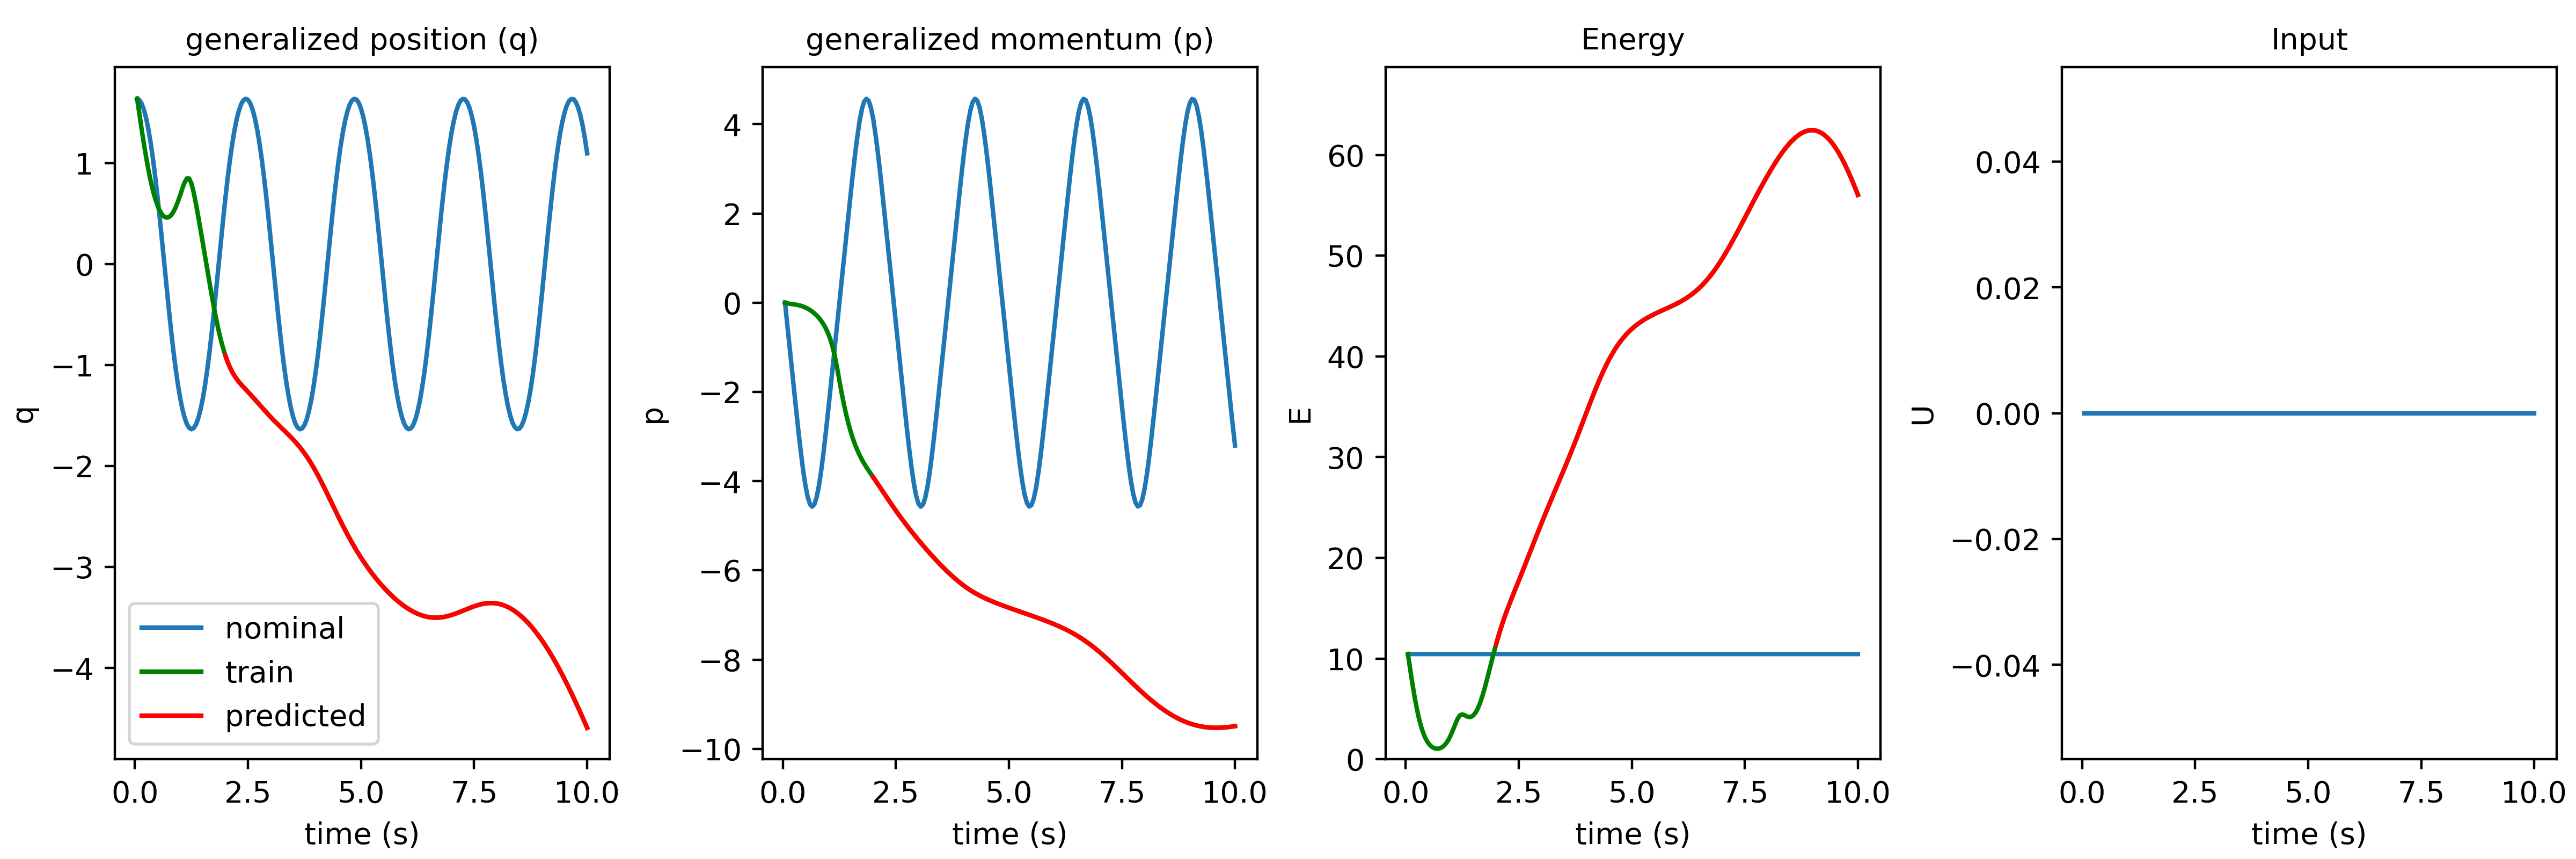 generalized position (q)
1
0
−1
−2
−3
−4
q
nominal
train
predicted
0.0 2.5 5.0 7.5 10.0
time (s)
generalized momentum (p)
4
2
0
−2
−4
−6
−8
−10
p
0.0 2.5 5.0 7.5 10.0
time (s)
Energy
60
50
40
30
20
10
0
E
0.0 2.5 5.0 7.5 10.0
time (s)
Input
0.04
0.02
0.00
−0.02
−0.04
U
0.0 2.5 5.0 7.5 10.0
time (s)